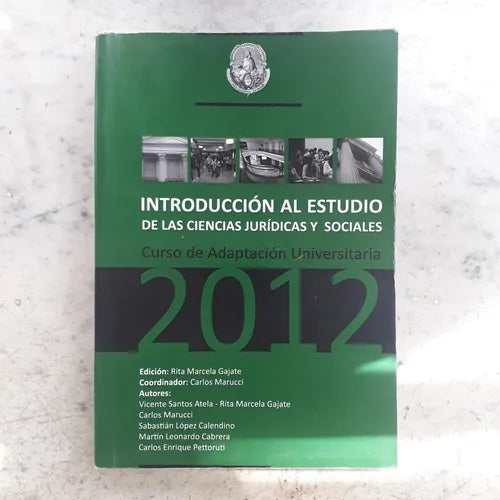 INTRODUCCIÓN AL ESTUDIO
DE LAS CIENCIAS JURÍDICAS Y SOCIALES
Curso de Adaptación Universitaria
2012
Edición: Rita Marcela Gajate
Coordinador: Carlos Marucci
Autores:
Vicente Santos Atela - Rita Marcela Gajate
Carlos Marucci
Sabastián López Calendino
Martín Leonardo Cabrera
Carlos Enrique Pettoruti